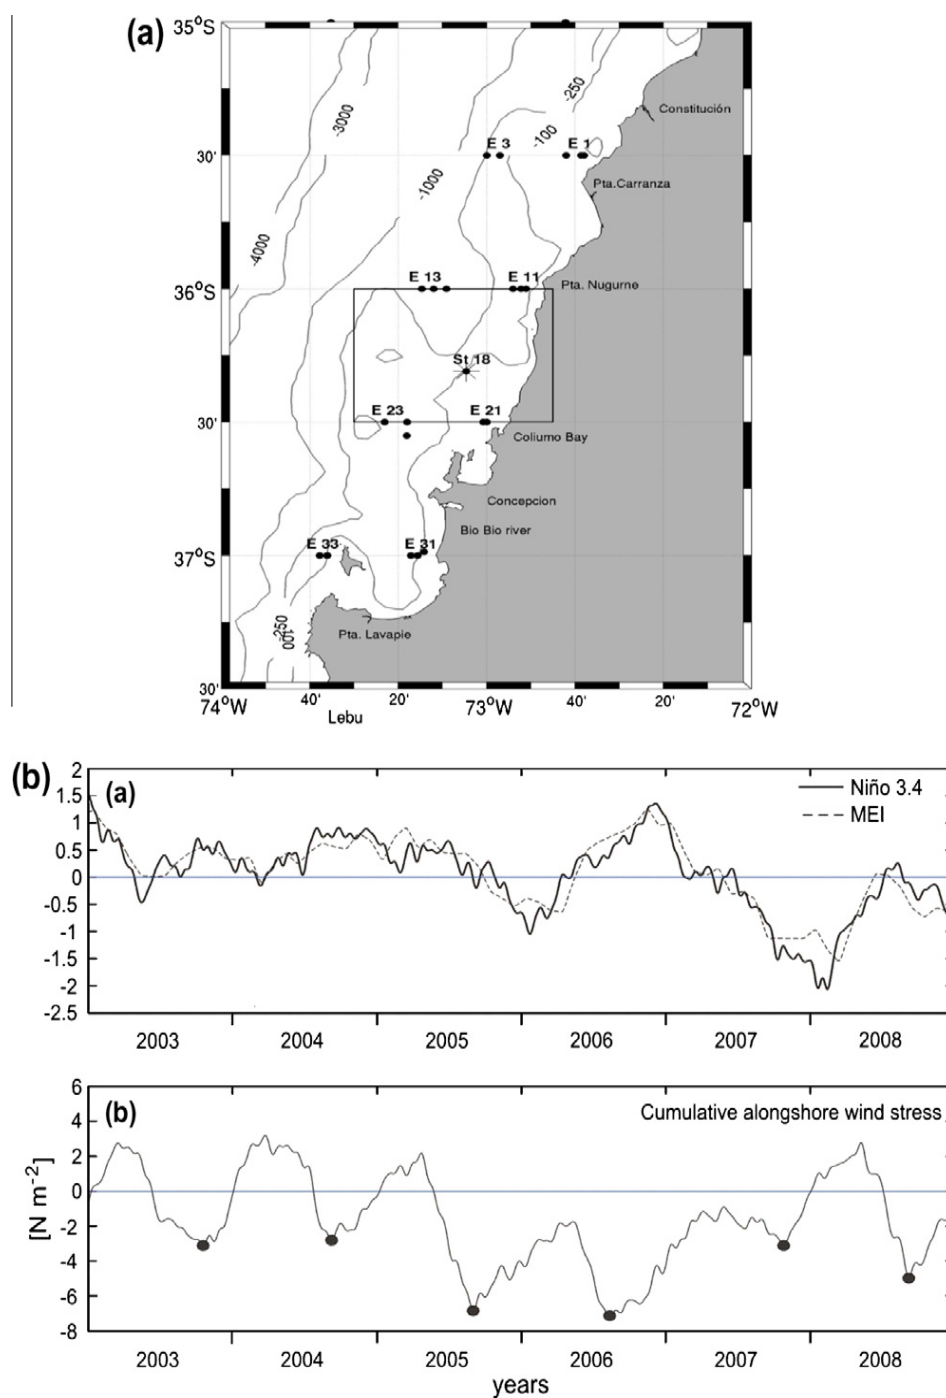 (a)
35°S
-3000
-250
Constitución
-100
E 3
E 1
30'
-1000
Pta.Carranza
-4000
E 13
E 11
36°S
Pta. Nugurne
St 18
E 23
E 21
30'
Coliumo Bay
Concepcion
Bio Bio river
E 33
E 31
37°S
-250
-100
Pta. Lavapie
30'
74°W
40'
20'
73°W
40'
20'
72°W
Lebu
(b)
(a)
Niño 3.4
MEI
2
1.5
1
0.5
0
-0.5
-1
-1.5
-2
-2.5
2003 2004 2005 2006 2007 2008
(b)
Cumulative alongshore wind stress
[N m-2]
6
4
2
0
-2
-4
-6
-8
2003 2004 2005 2006 2007 2008
years